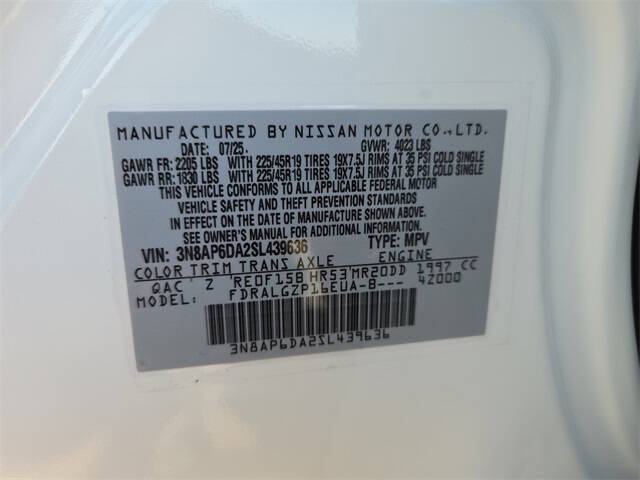 MANUFACTURED BY NISSAN MOTOR CO., LTD.
DATE: 07/25. GVWR: 4023 LBS
GAWR FR: 2205 LBS WITH 225/45R19 TIRES 19X7.5J RIMS AT 35 PSI COLD SINGLE
GAWR RR: 1830 LBS WITH 225/45R19 TIRES 19X7.5J RIMS AT 35 PSI COLD SINGLE
THIS VEHICLE CONFORMS TO ALL APPLICABLE FEDERAL MOTOR
VEHICLE SAFETY AND THEFT PREVENTION STANDARDS
IN EFFECT ON THE DATE OF MANUFACTURE SHOWN ABOVE.
SEE OWNER'S MANUAL FOR ADDITIONAL INFORMATION
VIN: 3N8AP6DA2SL439636 TYPE: MPV
COLOR TRIM TRANS AXLE ENGINE
QAC Z RE0F15B HR53 MR20DD 1997 CC
MODEL: FDRALGZP16EUA-B--- 4Z000
3N8AP6DA2SL439636